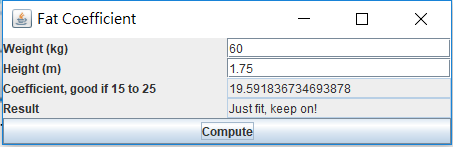 Fat Coefficient
Weight (kg) 60
Height (m) 1.75
Coefficient, good if 15 to 25 19.591836734693878
Result Just fit, keep on!
Compute